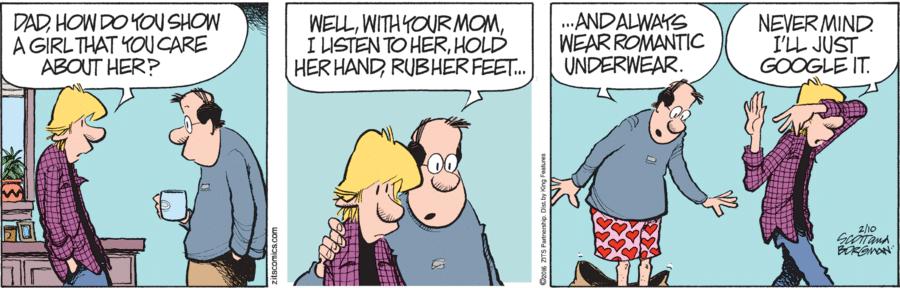 DAD, HOW DO YOU SHOW
A GIRL THAT YOU CARE
ABOUT HER?
zitscomics.com
WELL, WITH YOUR MOM,
I LISTEN TO HER, HOLD
HER HAND, RUB HER FEET...
©2016 ZITS Partnership. Dist. by King Features
...AND ALWAYS
WEAR ROMANTIC
UNDERWEAR.
NEVER MIND.
I'LL JUST
GOOGLE IT.
2/10
SCOTT and
BORGMAN